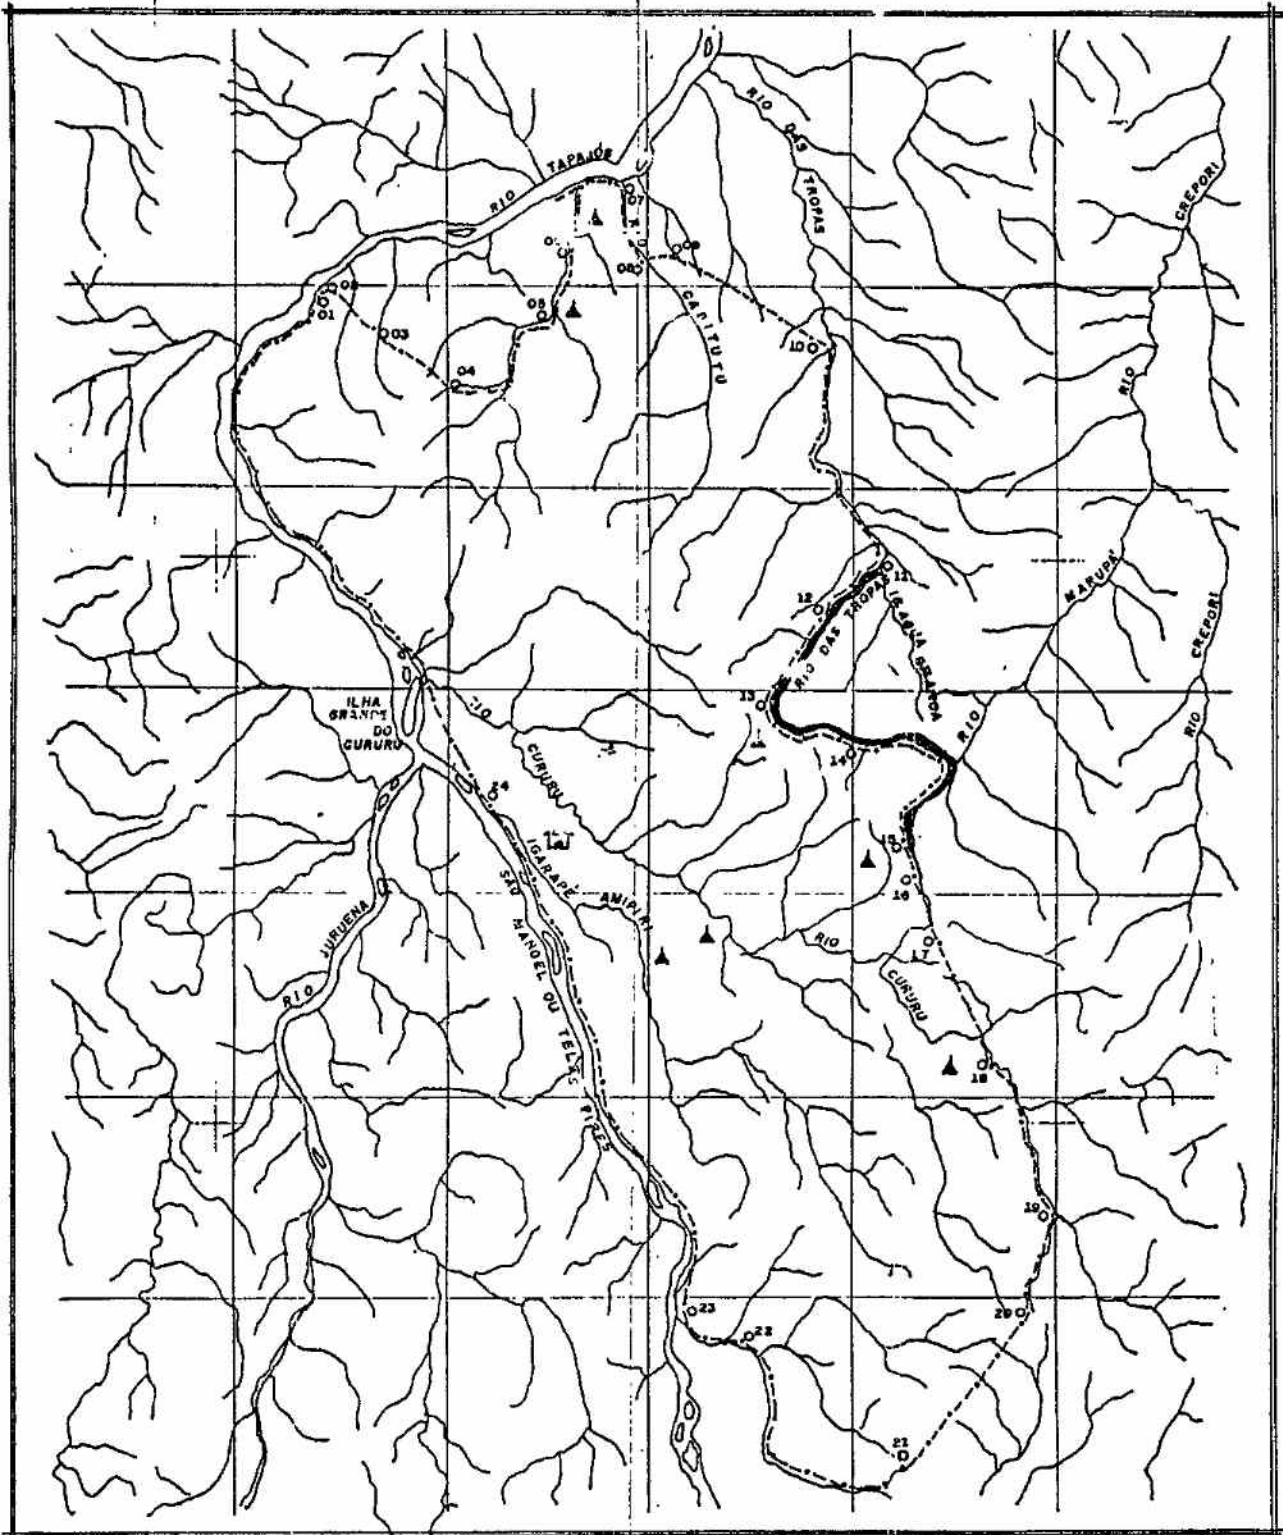 RIO DAS TROPAS
RIO TAPAJÓS
CREPORI
07
09
08
02
01
05
03
CAPITUTU
10
04
RIO
11
12
RIO DAS TROPAS
MARUPÁ
CREPORI
13
ILHA
GRANDE
DO
CURURU
RIO
CURURU
RIO
RIO
14
24
15
IGARAPÉ
AMIPIRI
16
SÃO MANOEL OU TELES PIRES
RIO JURUENA
RIO
17
CURURU
18
19
23
20
22
21